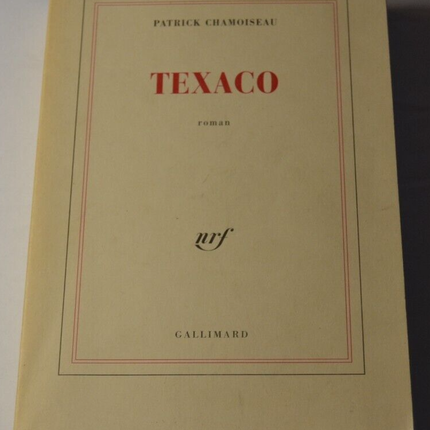 PATRICK CHAMOISEAU
TEXACO
roman
nrf
GALLIMARD